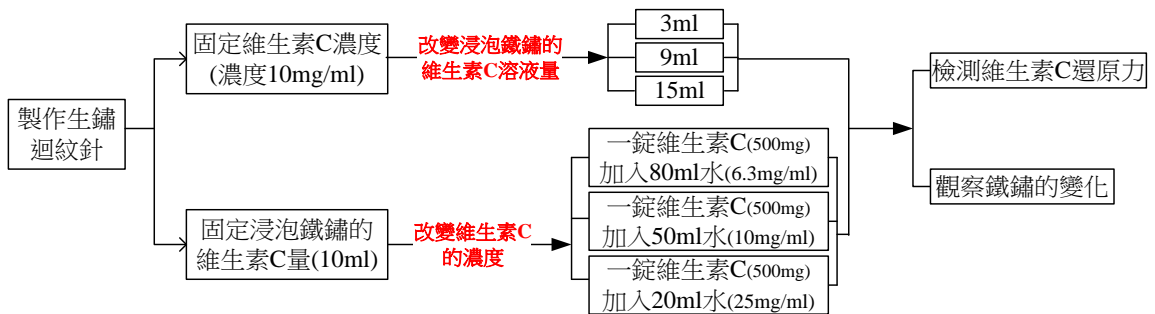 製作生鏽
迴紋針
固定維生素C濃度
(濃度10mg/ml)
改變浸泡鐵鏽的
維生素C溶液量
3ml
9ml
15ml
固定浸泡鐵鏽的
維生素C量(10ml)
改變維生素C
的濃度
一錠維生素C(500mg)
加入80ml水(6.3mg/ml)
一錠維生素C(500mg)
加入50ml水(10mg/ml)
一錠維生素C(500mg)
加入20ml水(25mg/ml)
檢測維生素C還原力
觀察鐵鏽的變化